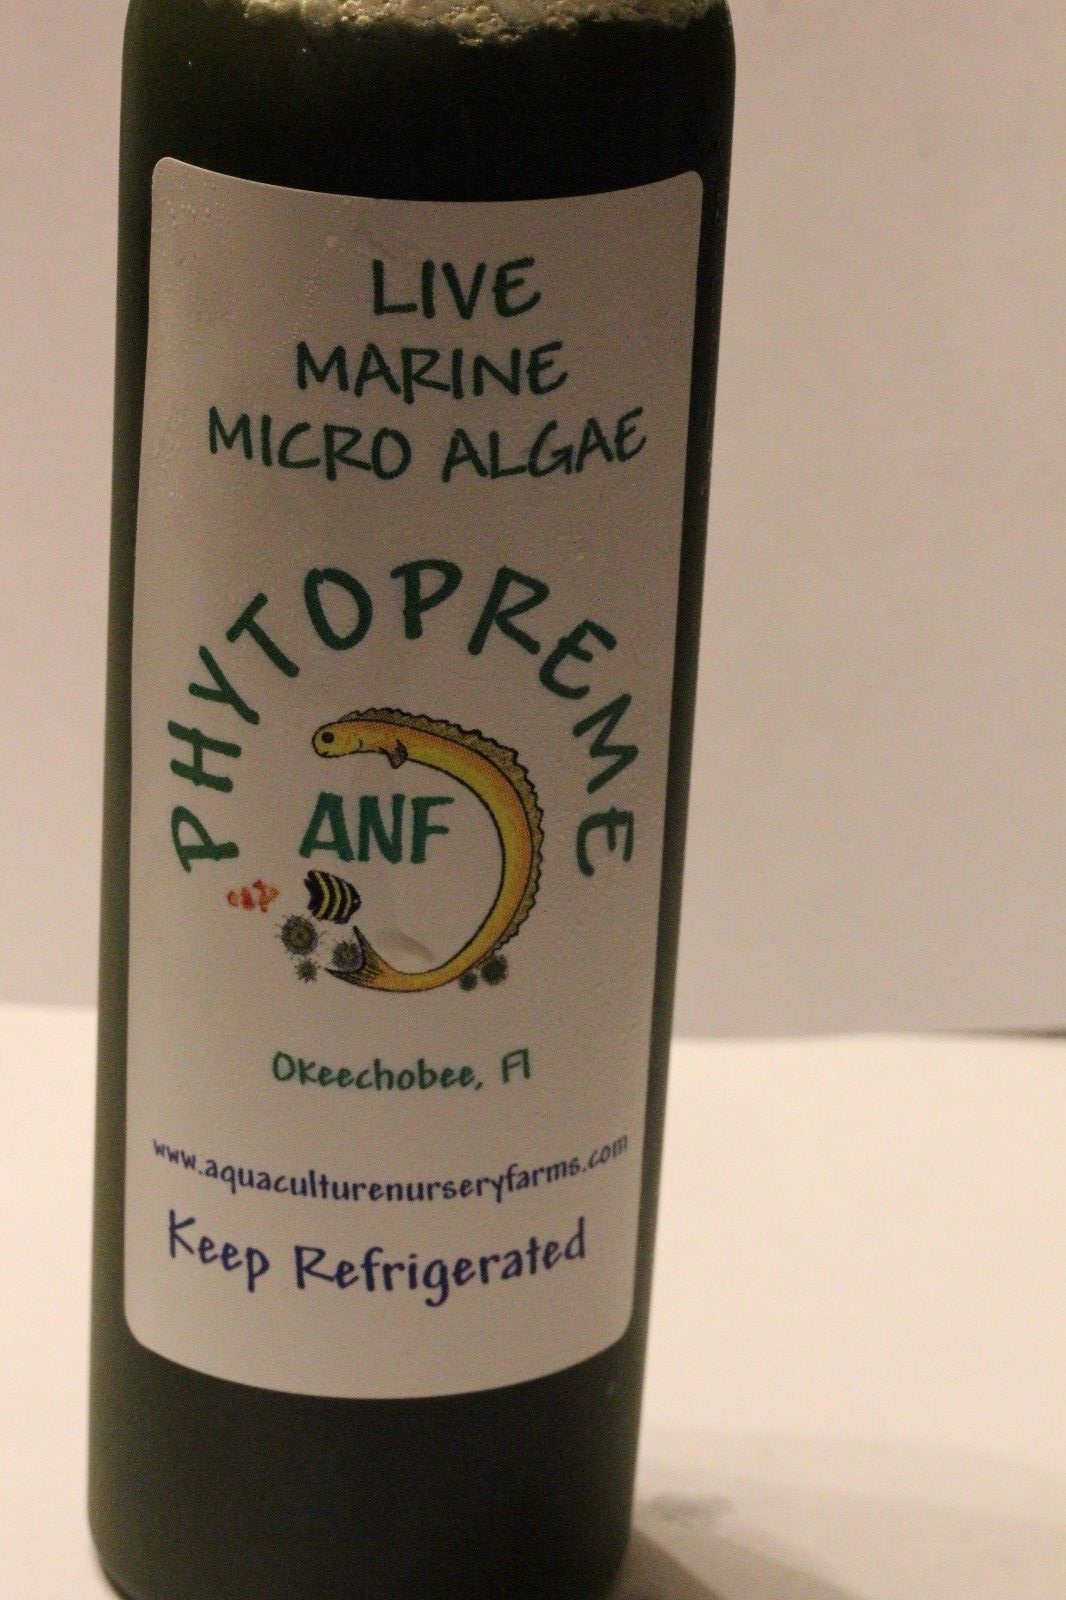 LIVE
MARINE
MICRO ALGAE
PHYTOPREME
ANF
Okeechobee, Fl
www.aquaculturenurseryfarms.com
Keep Refrigerated